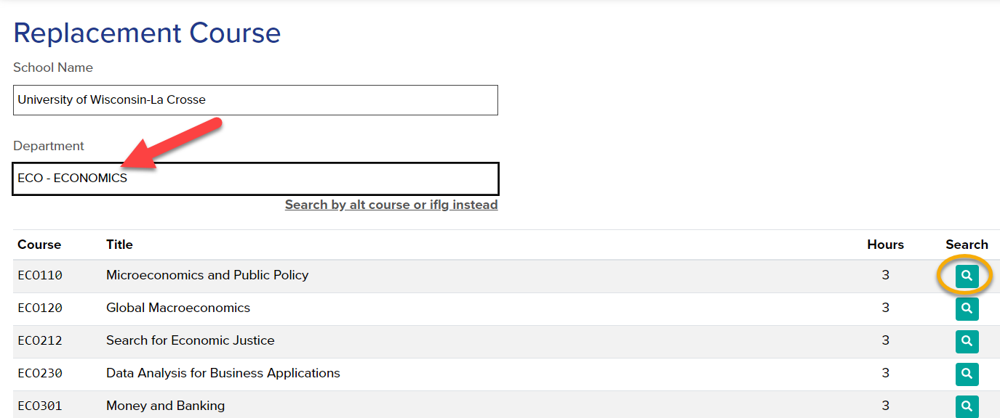 Replacement Course
School Name
University of Wisconsin-La Crosse
Department
ECO - ECONOMICS
Search by alt course or iflg instead
Course Title Hours Search
ECO110 Microeconomics and Public Policy 3
ECO120 Global Macroeconomics 3
ECO212 Search for Economic Justice 3
ECO230 Data Analysis for Business Applications 3
ECO301 Money and Banking 3